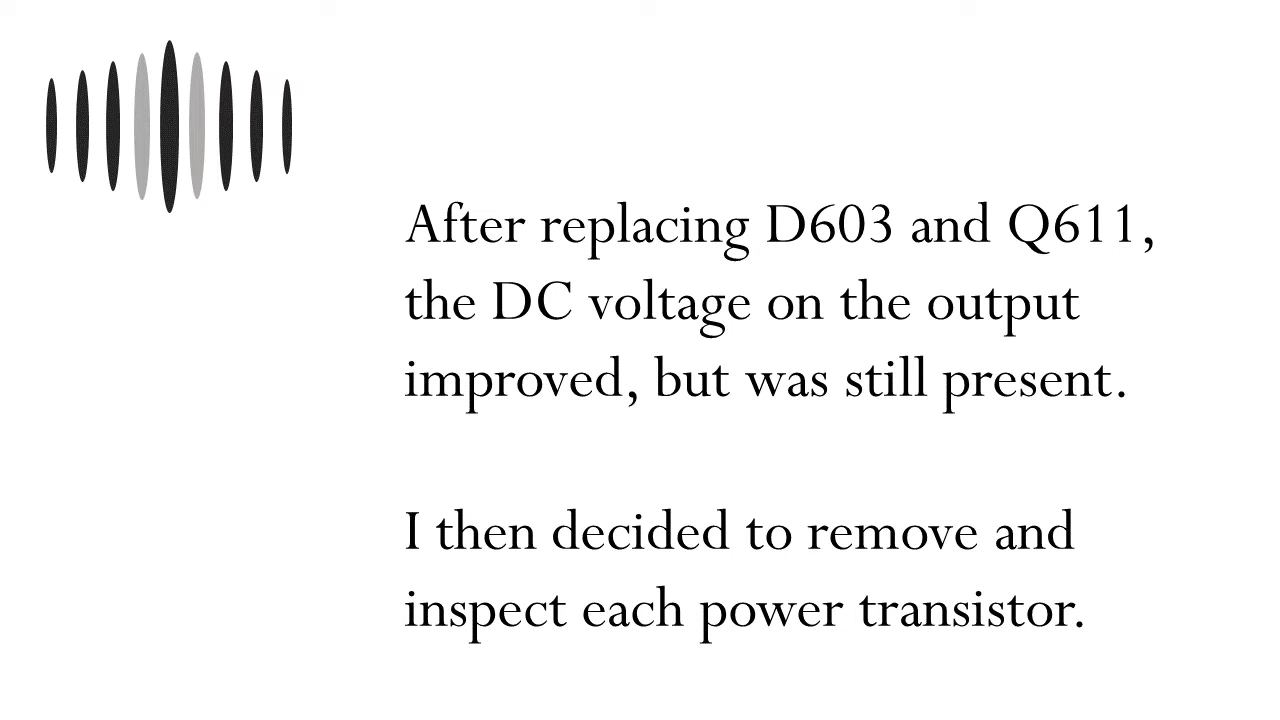 After replacing D603 and Q611,
the DC voltage on the output
improved, but was still present.
I then decided to remove and
inspect each power transistor.